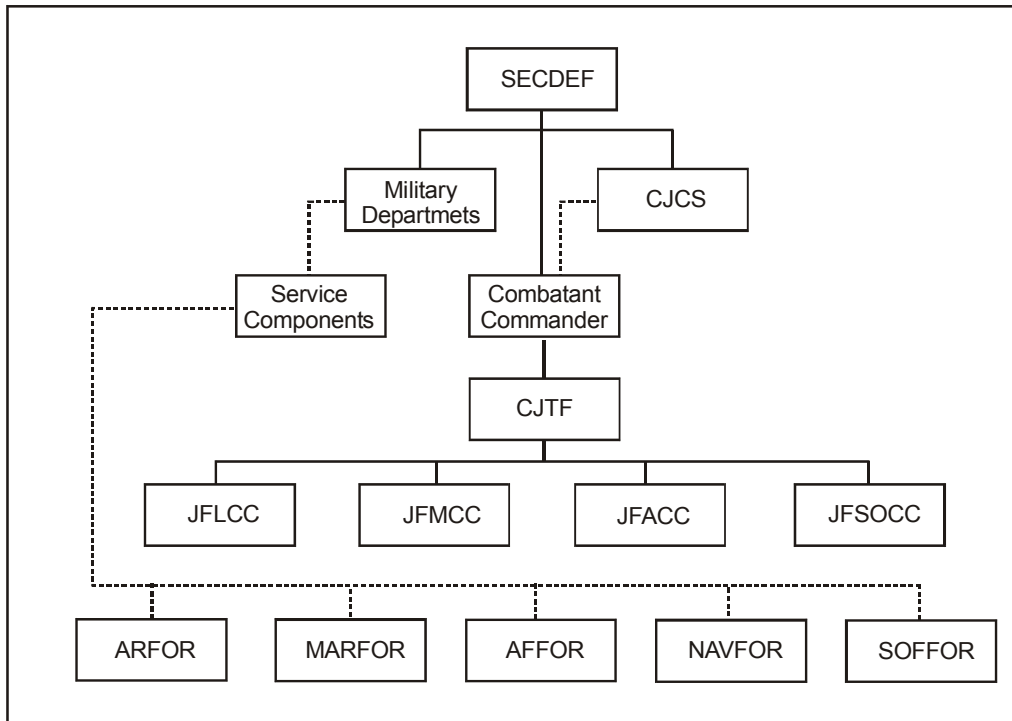 SECDEF
Military
Departmets
CJCS
Service
Components
Combatant
Commander
CJTF
JFLCC
JFMCC
JFACC
JFSOCC
ARFOR
MARFOR
AFFOR
NAVFOR
SOFFOR